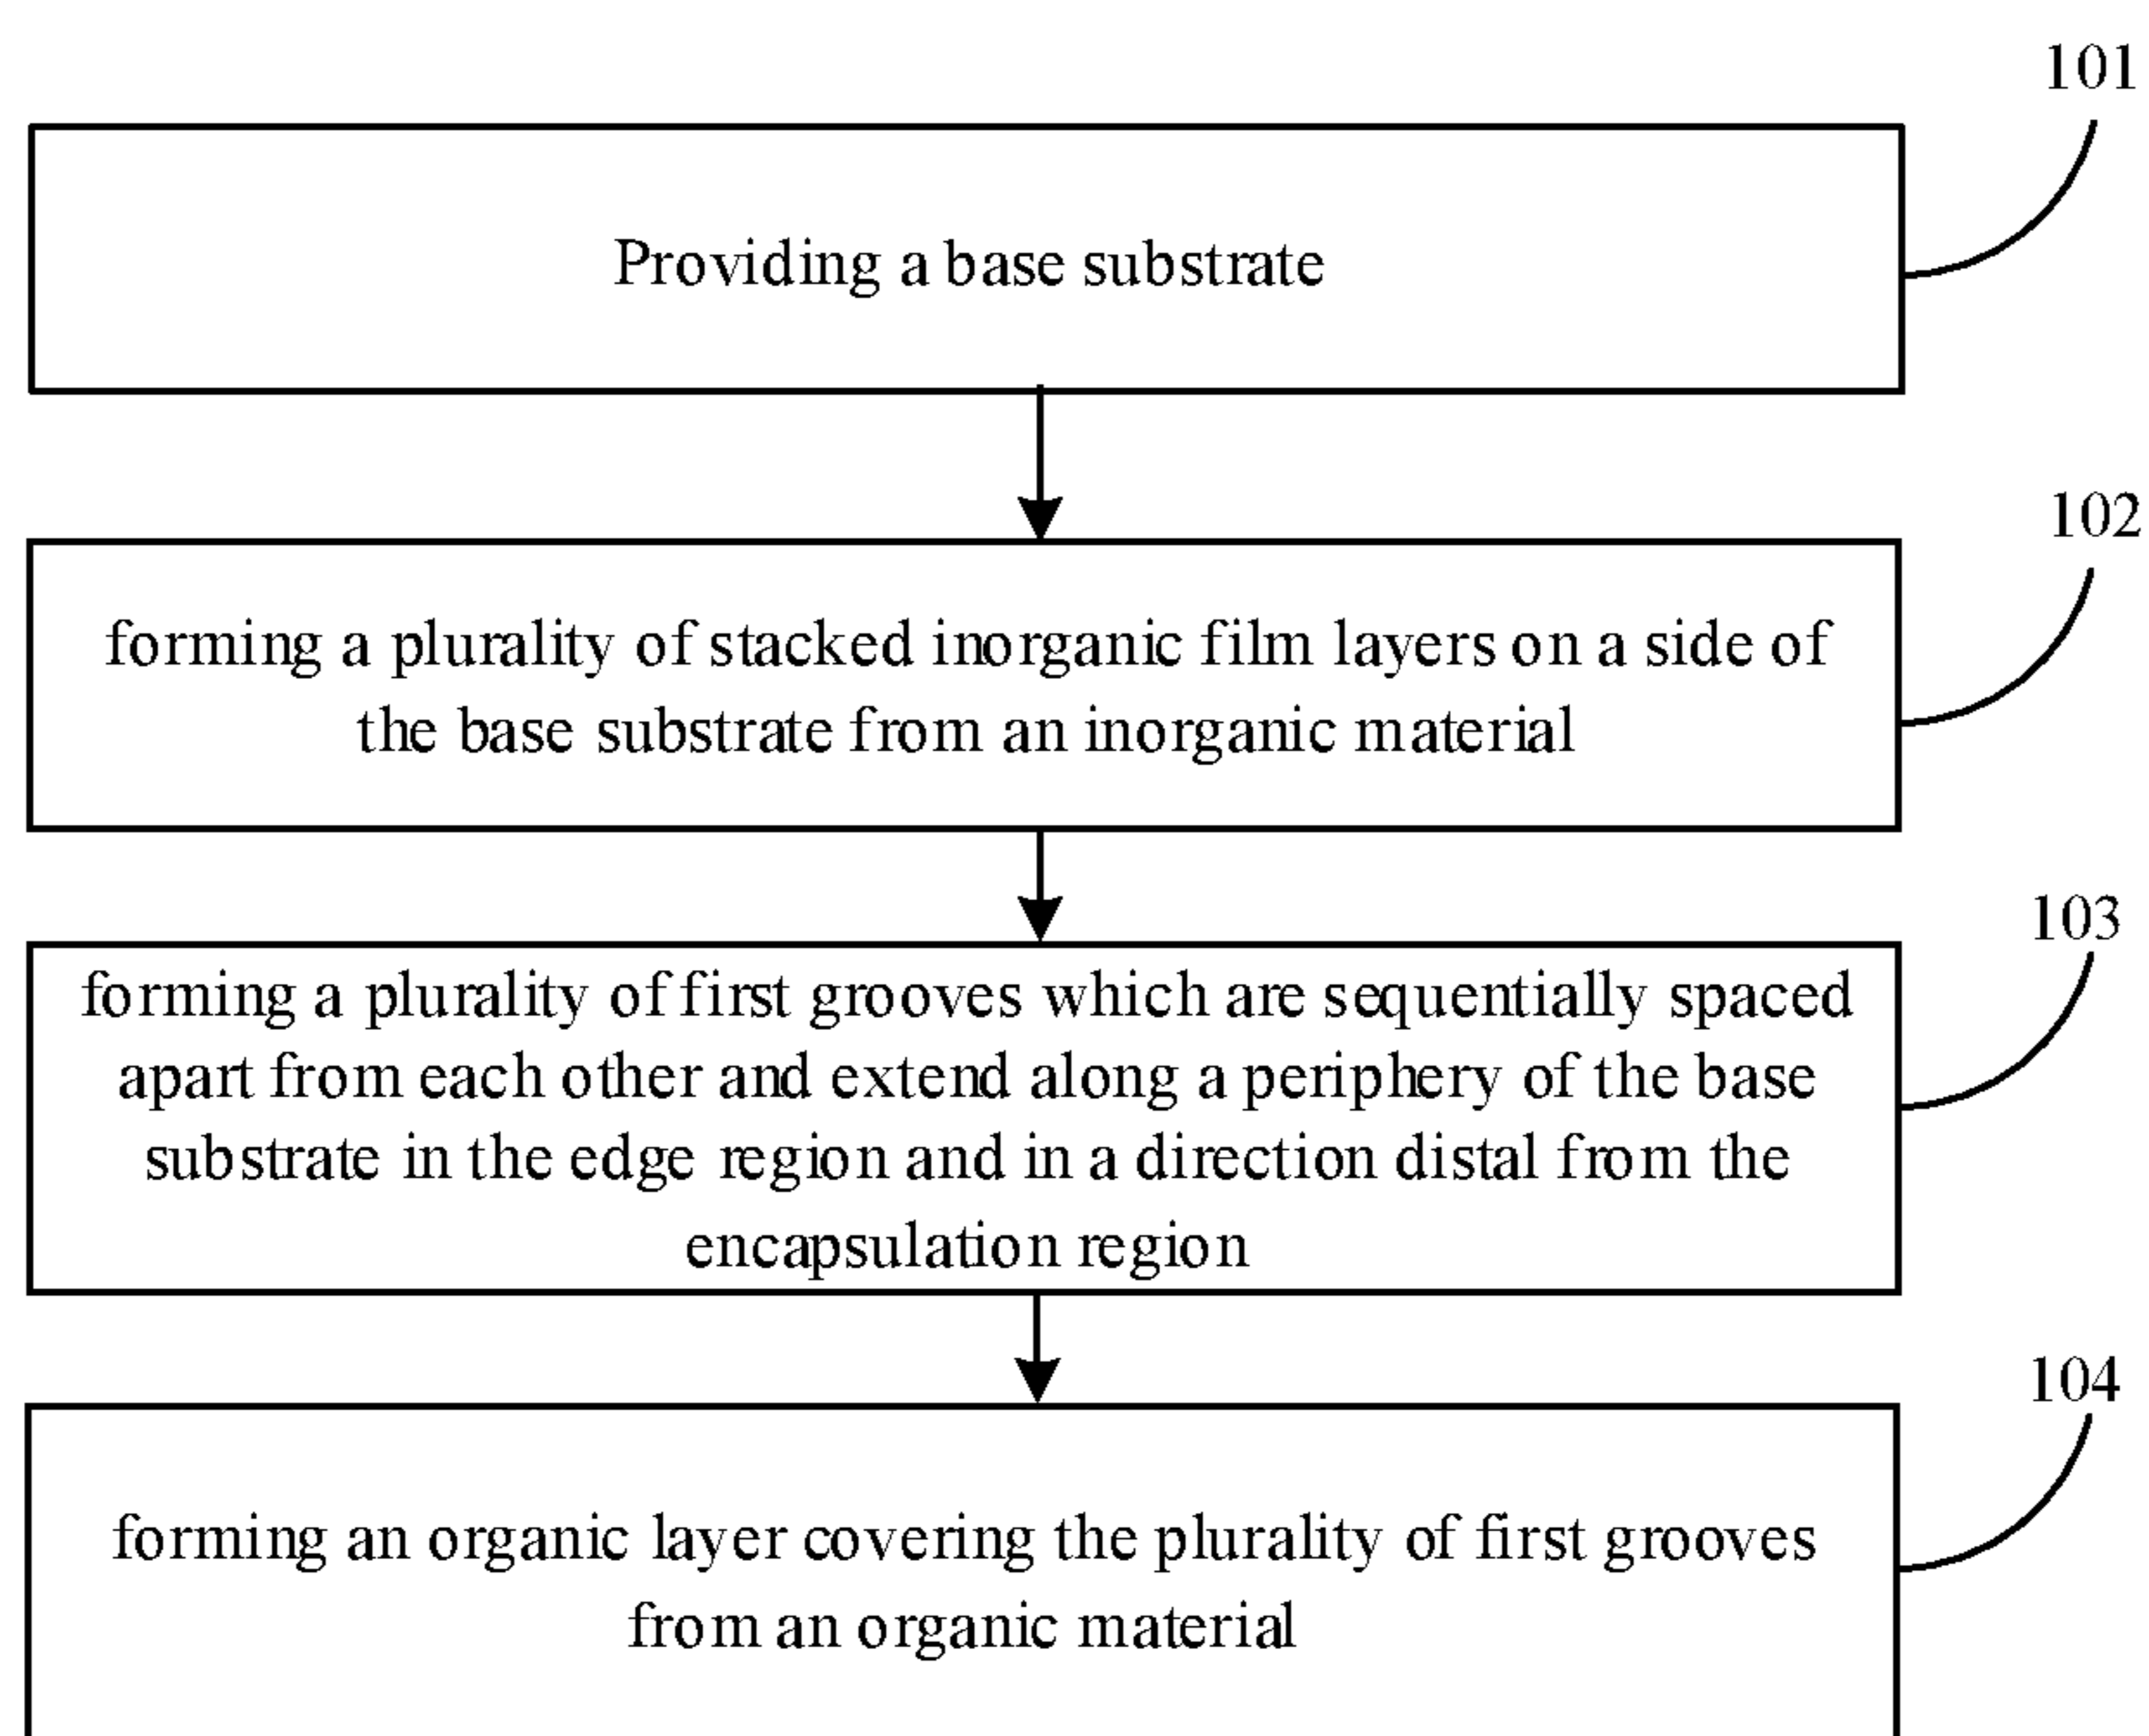 101
Providing a base substrate
102
forming a plurality of stacked inorganic film layers on a side of
the base substrate from an inorganic material
103
forming a plurality of first grooves which are sequentially spaced
apart from each other and extend along a periphery of the base
substrate in the edge region and in a direction distal from the
encapsulation region
104
forming an organic layer covering the plurality of first grooves
from an organic material